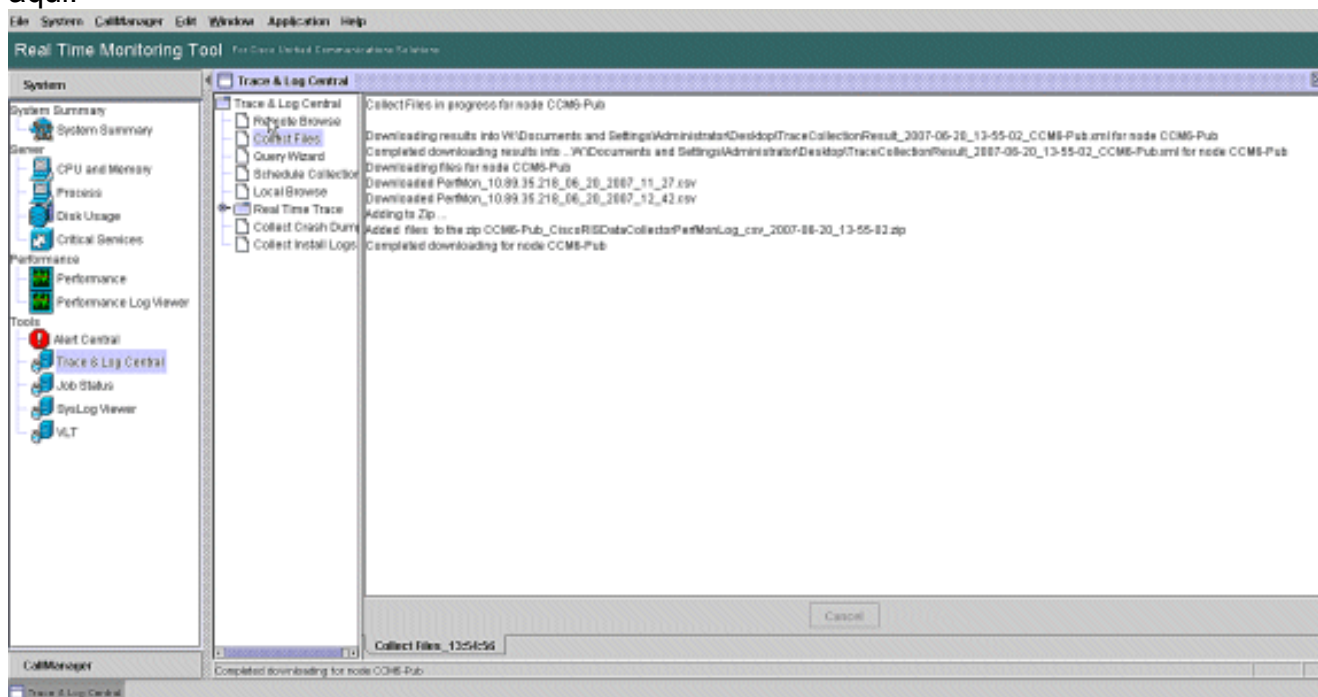 aquí.
File System CallManager Edit Window Application Help
Real Time Monitoring Tool For Cisco Unified Communications Solutions
System
System Summary
System Summary
Server
CPU and Memory
Process
Disk Usage
Critical Services
Performance
Performance
Performance Log Viewer
Tools
Alert Central
Trace & Log Central
Job Status
SysLog Viewer
VLT
CallManager
Trace & Log Central
Trace & Log Central
Remote Browse
Collect Files
Query Wizard
Schedule Collection
Local Browse
Real Time Trace
Collect Crash Dump
Collect Install Logs
Collect Files in progress for node CCM6-Pub
Downloading results into W:\Documents and Settings\Administrator\Desktop\TraceCollectionResult_2007-06-20_13-55-02_CCM6-Pub.xml for node CCM6-Pub
Completed downloading results into ..W:\Documents and Settings\Administrator\Desktop\TraceCollectionResult_2007-06-20_13-55-02_CCM6-Pub.xml for node CCM6-Pub
Downloading files for node CCM6-Pub
Downloaded PerfMon_10.89.35.218_06_20_2007_11_27.csv
Downloaded PerfMon_10.89.35.218_06_20_2007_12_42.csv
Adding to Zip ...
Added files to the zip CCM6-Pub_CiscoRISDataCollectorPerfMonLog_csv_2007-06-20_13-55-02.zip
Completed downloading for node CCM6-Pub
Cancel
Collect Files_13:54:56
Completed downloading for node CCM6-Pub
Trace & Log Central